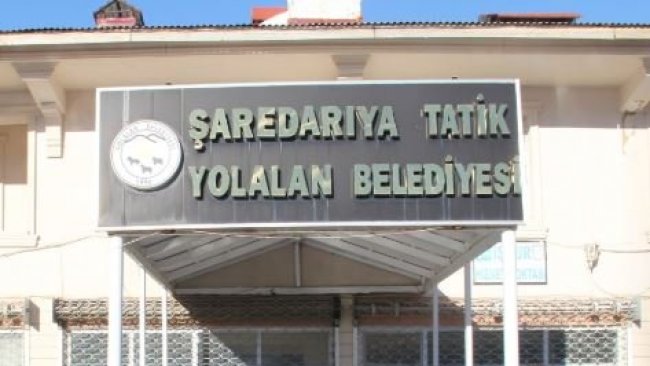 ŞAREDARIYA TATİK
YOLALAN BELEDİYESİ